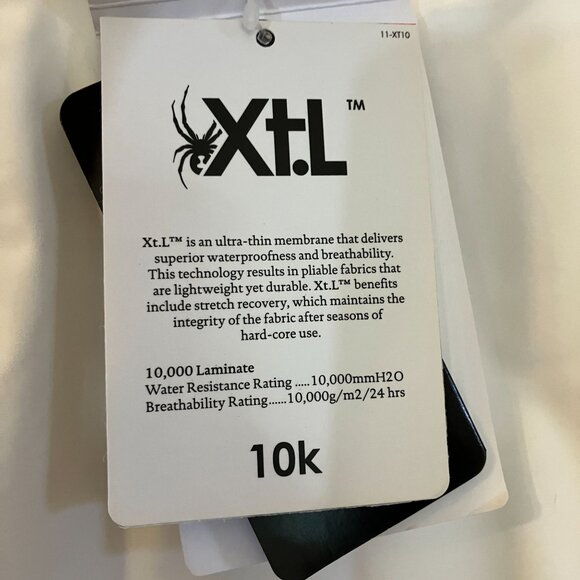 11-XT10
Xt.L™
Xt.L™ is an ultra-thin membrane that delivers
superior waterproofness and breathability.
This technology results in pliable fabrics that
are lightweight yet durable. Xt.L™ benefits
include stretch recovery, which maintains the
integrity of the fabric after seasons of
hard-core use.
10,000 Laminate
Water Resistance Rating .....10,000mmH2O
Breathability Rating......10,000g/m2/24 hrs
10k